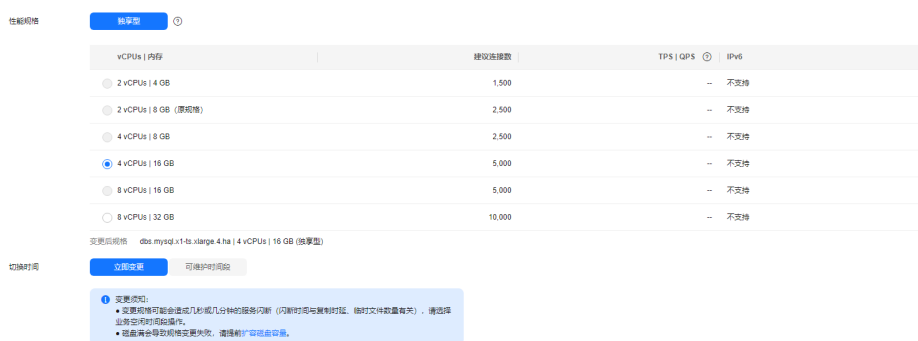 性能规格 独享型 ?
vCPUs | 内存 建议连接数 TPS | QPS ? IPv6
2 vCPUs | 4 GB 1,500 -- 不支持
2 vCPUs | 8 GB（原规格） 2,500 -- 不支持
4 vCPUs | 8 GB 2,500 -- 不支持
4 vCPUs | 16 GB 5,000 -- 不支持
8 vCPUs | 16 GB 5,000 -- 不支持
8 vCPUs | 32 GB 10,000 -- 不支持
变更后规格 dbs.mysql.x1-ts.xlarge.4.ha | 4 vCPUs | 16 GB (独享型)
切换时间 立即变更 可维护时间段
变更须知:
● 变更规格可能会造成几秒或几分钟的服务闪断（闪断时间与复制时延、临时文件数量有关），请选择
业务空闲时间段操作。
● 磁盘满会导致规格变更失败，请提前扩容磁盘容量。